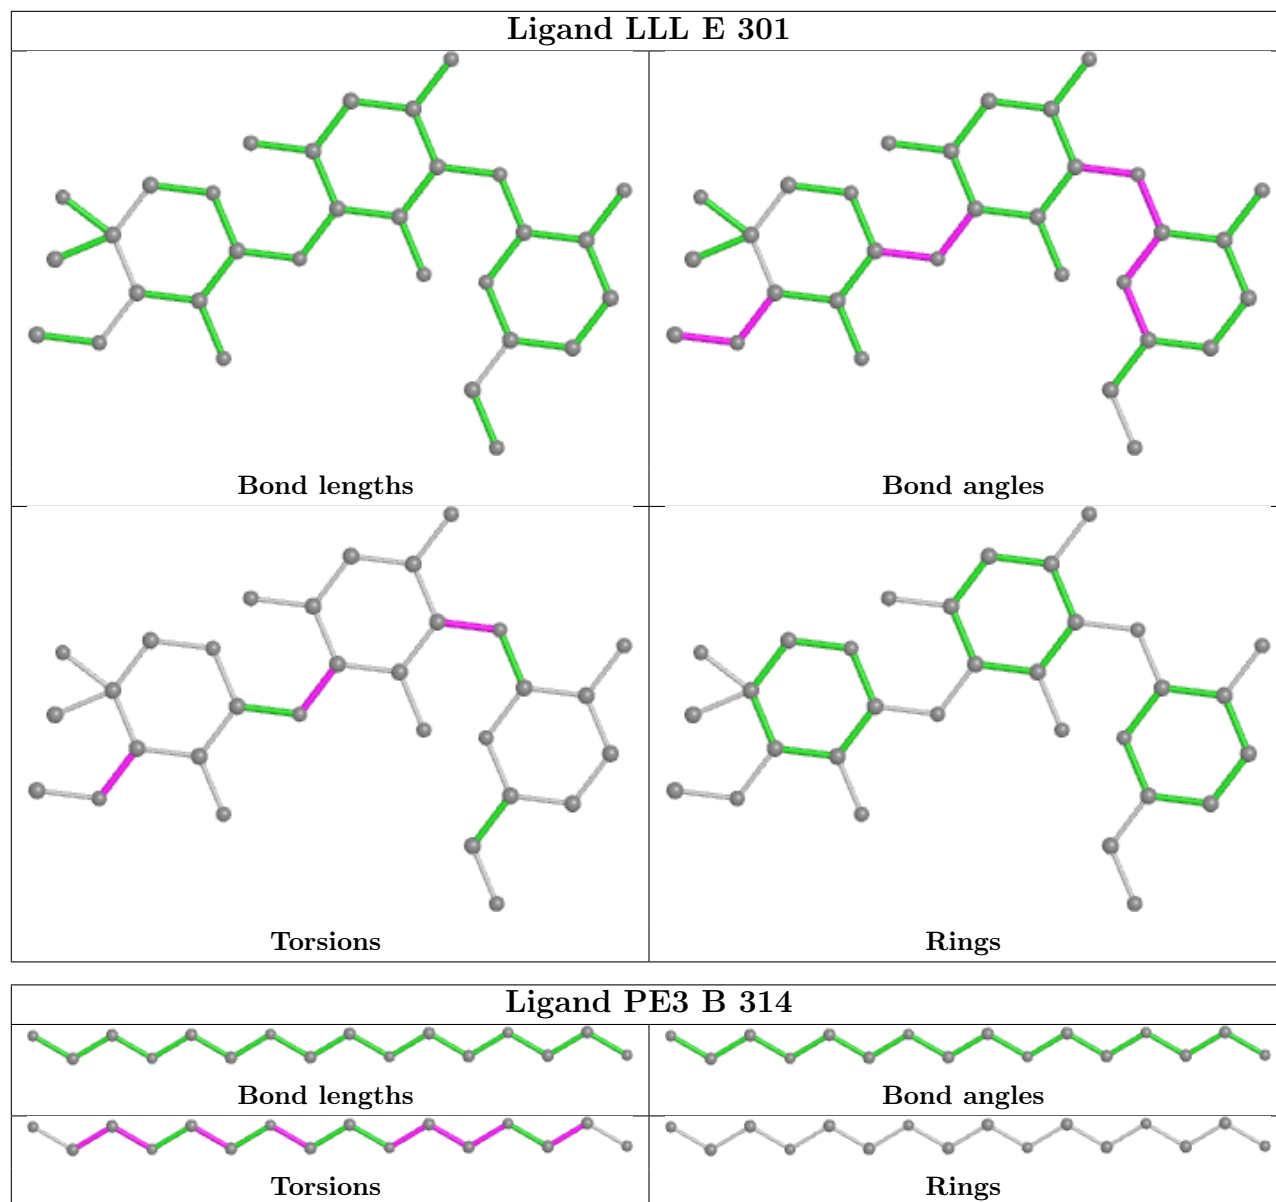 Ligand LLL E 301
Bond lengths
Bond angles
Torsions
Rings
Ligand PE3 B 314
Bond lengths
Bond angles
Torsions
Rings